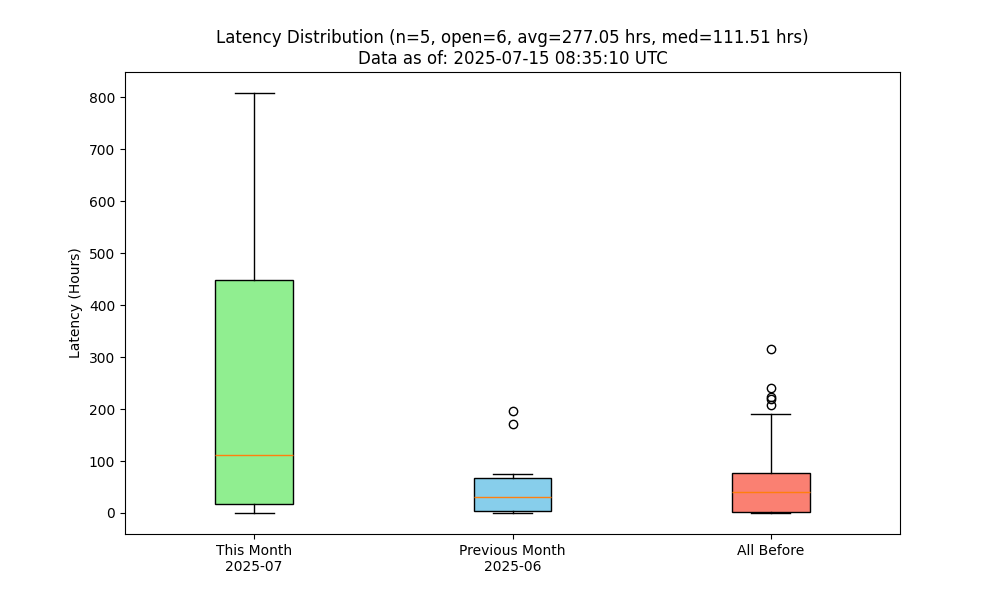 Latency Distribution (n=5, open=6, avg=277.05 hrs, med=111.51 hrs)
Data as of: 2025-07-15 08:35:10 UTC
Latency (Hours)
800
700
600
500
400
300
200
100
0
This Month
2025-07
Previous Month
2025-06
All Before